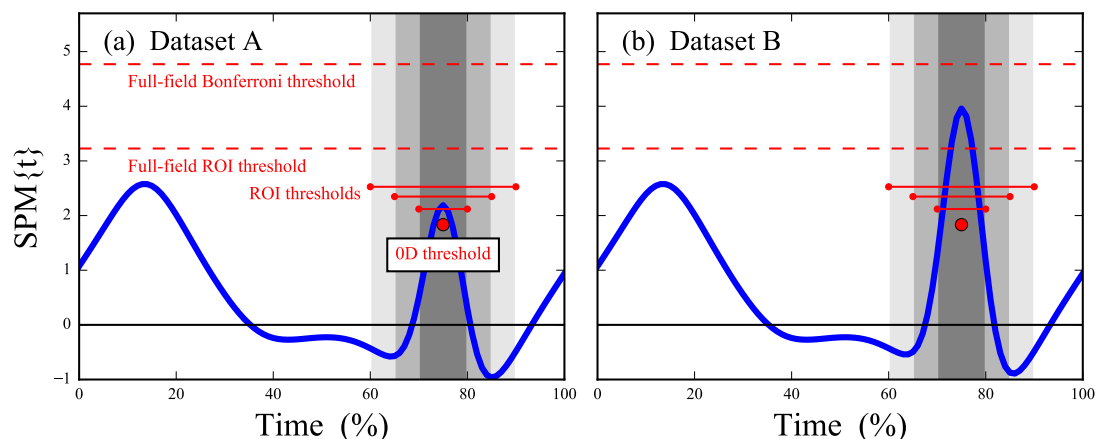 (a) Dataset A
(b) Dataset B
SPM{t}
5
4
3
2
1
0
−1
Full-field Bonferroni threshold
Full-field ROI threshold
ROI thresholds
0D threshold
0 20 40 60 80 100
0 20 40 60 80 100
Time (%)
Time (%)